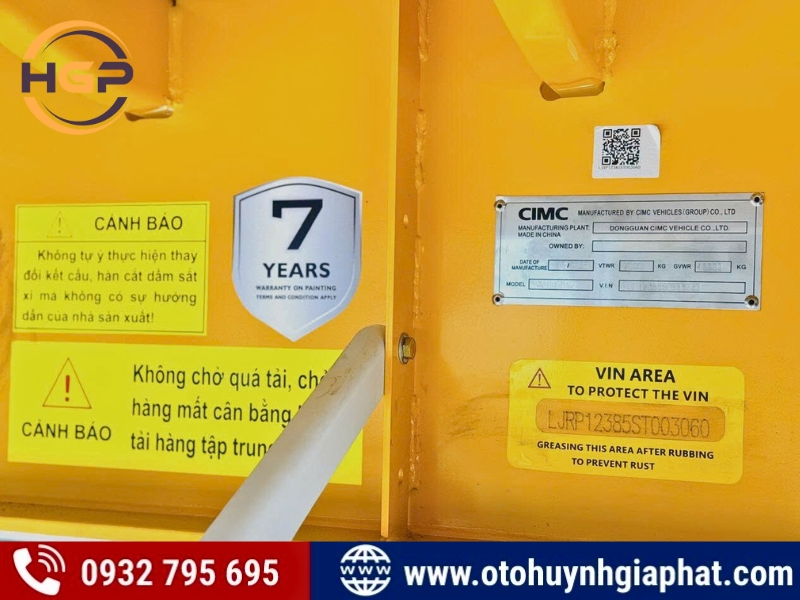 HGP
CẢNH BÁO
Không tự ý thực hiện thay
đổi kết cấu, hàn cắt dầm sát
xi mà không có sự hướng
dẫn của nhà sản xuất!
7
YEARS
WARRANTY ON PAINTING
TERMS AND CONDITION APPLY
CẢNH BÁO
Không chở quá tải,
hàng mất cân bằng
tải hàng tập trung
CIMC MANUFACTURED BY CIMC VEHICLES(GROUP) CO., LTD
MANUFACTURING PLANT: DONGGUAN CIMC VEHICLE CO.,LTD.
MADE IN CHINA
OWNED BY:
DATE OF MANUFACTURE / VTWR KG GVWR KG
MODEL V.I.N
VIN AREA
TO PROTECT THE VIN
LJRP12385ST003060
GREASING THIS AREA AFTER RUBBING
TO PREVENT RUST
0932 795 695
www.otohuynhgiaphat.com